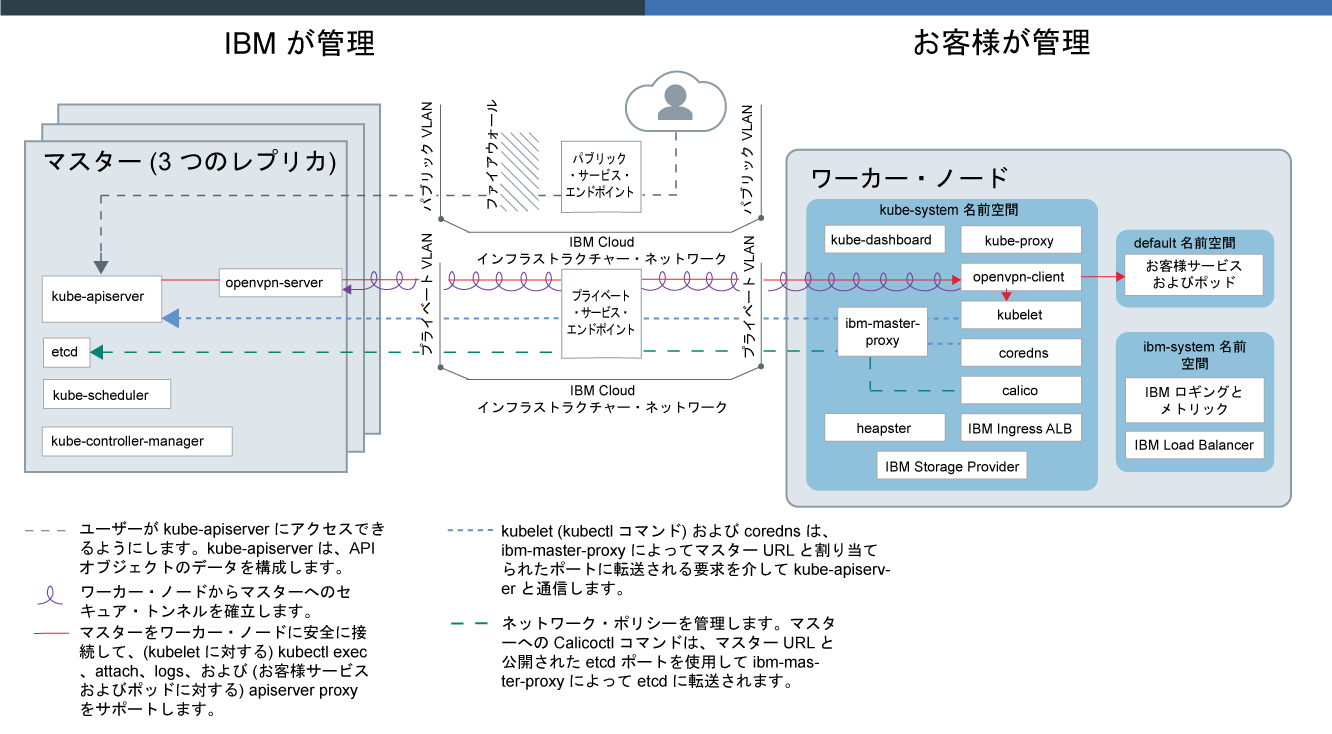 IBM が管理
お客様が管理
マスター (3 つのレプリカ)
kube-apiserver
openvpn-server
etcd
kube-scheduler
kube-controller-manager
パブリック VLAN
ファイアウォール
パブリック
・サービス・
エンドポイント
パブリック VLAN
IBM Cloud
インフラストラクチャー・ネットワーク
プライベート VLAN
プライベート
・サービス・
エンドポイント
プライベート VLAN
IBM Cloud
インフラストラクチャー・ネットワーク
ワーカー・ノード
kube-system 名前空間
kube-dashboard
kube-proxy
openvpn-client
kubelet
ibm-master-
proxy
coredns
calico
heapster
IBM Ingress ALB
IBM Storage Provider
default 名前空間
お客様サービス
およびポッド
ibm-system 名前
空間
IBM ロギングと
メトリック
IBM Load Balancer
ユーザーが kube-apiserver にアクセスでき
るようにします。kube-apiserver は、API
オブジェクトのデータを構成します。
ワーカー・ノードからマスターへのセ
キュア・トンネルを確立します。
マスターをワーカー・ノードに安全に接
続して、(kubelet に対する) kubectl exec
、attach、logs、および (お客様サービス
およびポッドに対する) apiserver proxy
をサポートします。
kubelet (kubectl コマンド) および coredns は、
ibm-master-proxy によってマスター URL と割り当て
られたポートに転送される要求を介して kube-apiserv-
er と通信します。
ネットワーク・ポリシーを管理します。マスタ
ーへの Calicoctl コマンドは、マスター URL と
公開された etcd ポートを使用して ibm-mas-
ter-proxy によって etcd に転送されます。